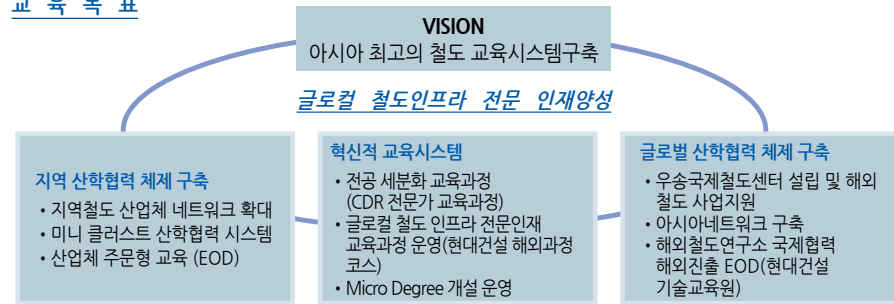 교 육 목 표
VISION
아시아 최고의 철도 교육시스템구축
글로컬 철도인프라 전문 인재양성
지역 산학협력 체제 구축
• 지역철도 산업체 네트워크 확대
• 미니 클러스트 산학협력 시스템
• 산업체 주문형 교육 (EOD)
혁신적 교육시스템
• 전공 세분화 교육과정
(CDR 전문가 교육과정)
• 글로컬 철도 인프라 전문인재
교육과정 운영(현대건설 해외과정
코스)
• Micro Degree 개설 운영
글로벌 산학협력 체제 구축
• 우송국제철도센터 설립 및 해외
철도 사업지원
• 아시아네트워크 구축
• 해외철도연구소 국제협력
해외진출 EOD(현대건설
기술교육원)